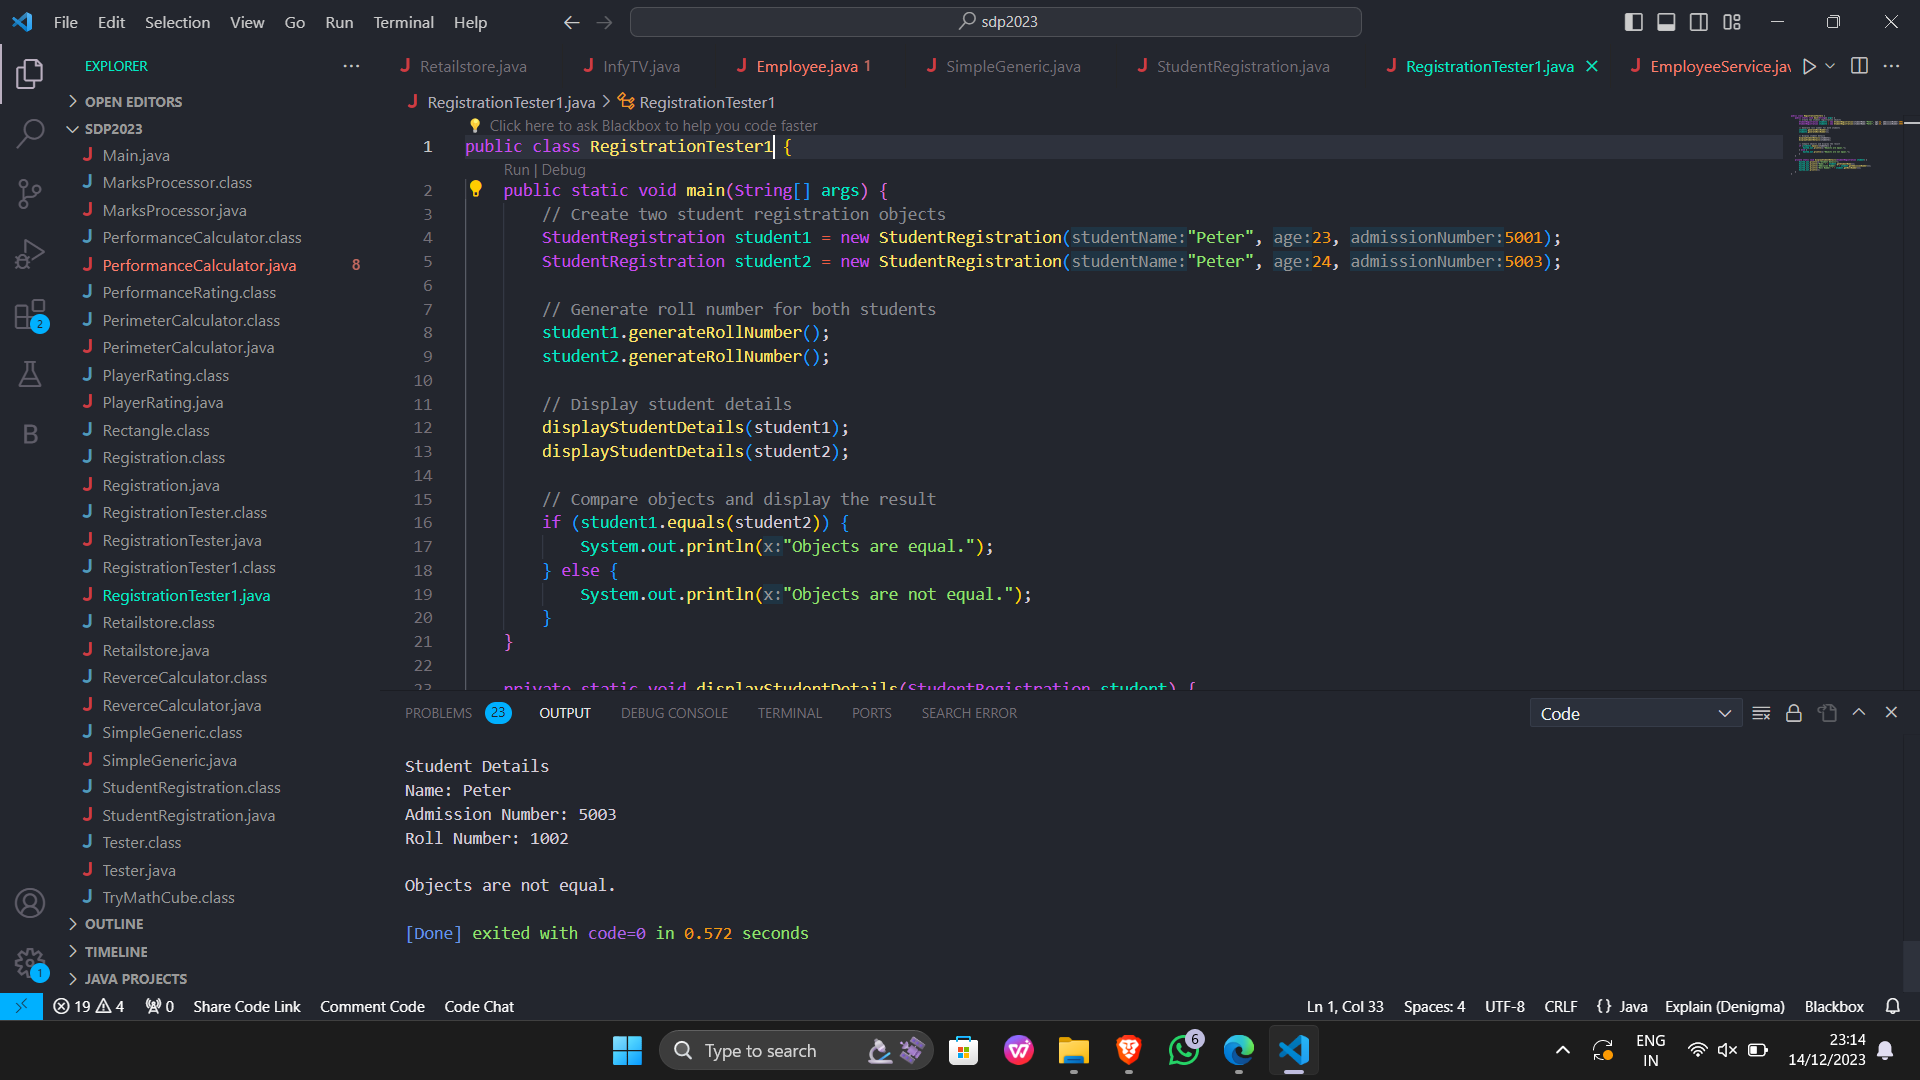 File Edit Selection View Go Run Terminal Help
sdp2023
EXPLORER
OPEN EDITORS
SDP2023
Main.java
MarksProcessor.class
MarksProcessor.java
PerformanceCalculator.class
PerformanceCalculator.java 8
PerformanceRating.class
PerimeterCalculator.class
PerimeterCalculator.java
PlayerRating.class
PlayerRating.java
Rectangle.class
Registration.class
Registration.java
RegistrationTester.class
RegistrationTester.java
RegistrationTester1.class
RegistrationTester1.java
Retailstore.class
Retailstore.java
ReverceCalculator.class
ReverceCalculator.java
SimpleGeneric.class
SimpleGeneric.java
StudentRegistration.class
StudentRegistration.java
Tester.class
Tester.java
TryMathCube.class
OUTLINE
TIMELINE
JAVA PROJECTS
2
B
1
Retailstore.java InfyTV.java Employee.java 1 SimpleGeneric.java StudentRegistration.java RegistrationTester1.java EmployeeService.jav
RegistrationTester1.java > RegistrationTester1
Click here to ask Blackbox to help you code faster
1 public class RegistrationTester1 {
Run | Debug
2 public static void main(String[] args) {
3 // Create two student registration objects
4 StudentRegistration student1 = new StudentRegistration(studentName:"Peter", age:23, admissionNumber:5001);
5 StudentRegistration student2 = new StudentRegistration(studentName:"Peter", age:24, admissionNumber:5003);
6
7 // Generate roll number for both students
8 student1.generateRollNumber();
9 student2.generateRollNumber();
10
11 // Display student details
12 displayStudentDetails(student1);
13 displayStudentDetails(student2);
14
15 // Compare objects and display the result
16 if (student1.equals(student2)) {
17 System.out.println(x:"Objects are equal.");
18 } else {
19 System.out.println(x:"Objects are not equal.");
20 }
21 }
22
23 private static void displayStudentDetails(StudentRegistration student) {
PROBLEMS 23 OUTPUT DEBUG CONSOLE TERMINAL PORTS SEARCH ERROR Code
Student Details
Name: Peter
Admission Number: 5003
Roll Number: 1002
Objects are not equal.
[Done] exited with code=0 in 0.572 seconds
19 4 0 Share Code Link Comment Code Code Chat Ln 1, Col 33 Spaces: 4 UTF-8 CRLF {} Java Explain (Denigma) Blackbox
Type to search 6 ENG 23:14
IN 14/12/2023